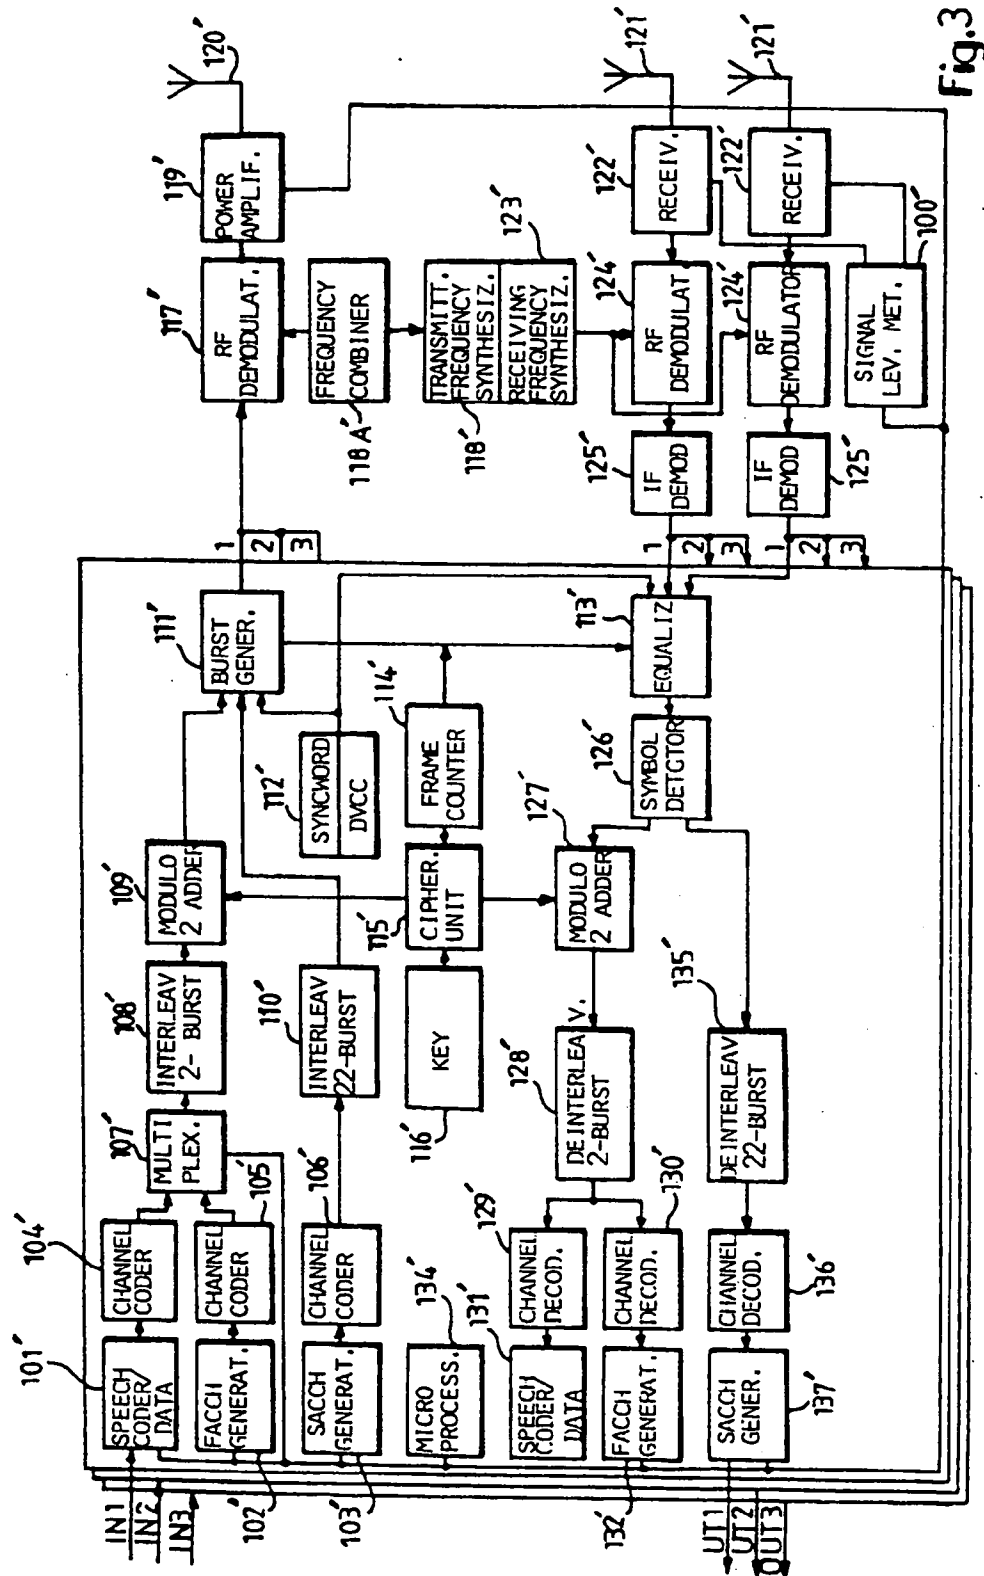 IN1
IN2
IN3
101'
SPEECH
CODER/
DATA
104'
CHANNEL
CODER
102'
FACCH
GENERAT.
105'
CHANNEL
CODER
107'
MULTI
PLEX.
108'
INTERLEAV
2- BURST
109'
MODULO
2 ADDER
103'
SACCH
GENERAT.
106'
CHANNEL
CODER
110'
INTERLEAV
22-BURST
112'
SYNCWORD
DVCC
111'
BURST
GENER.
1
2
3
117'
RF
DEMODULAT.
119'
POWER
AMPLIF.
120'
FREQUENCY
COMBINER
118A'
TRANSMITT.
FREQUENCY
SYNTHESIZ.
118'
RECEIVING
FREQUENCY
SYNTHESIZ.
123'
134'
MICRO
PROCESS.
116'
KEY
115'
CIPHER.
UNIT
114'
FRAME
COUNTER
113'
EQUALIZ
126'
SYMBOL
DETCTOR
127'
MODULO
2 ADDER
128'
DEINTERLEAV.
2-BURST
129'
CHANNEL
DECOD.
131'
SPEECH
CODER/
DATA
130'
CHANNEL
DECOD.
132'
FACCH
GENERAT.
135'
DEINTERLEAV
22-BURST
136'
CHANNEL
DECOD.
137'
SACCH
GENER.
UT1
UT2
OUT3
1
2
3
125'
IF
DEMOD
124'
RF
DEMODULAT.
122'
RECEIV.
121'
1
2
3
125'
IF
DEMOD
124'
RF
DEMODULATOR
122'
RECEIV.
121'
100'
SIGNAL
LEV. MET.
Fig.3